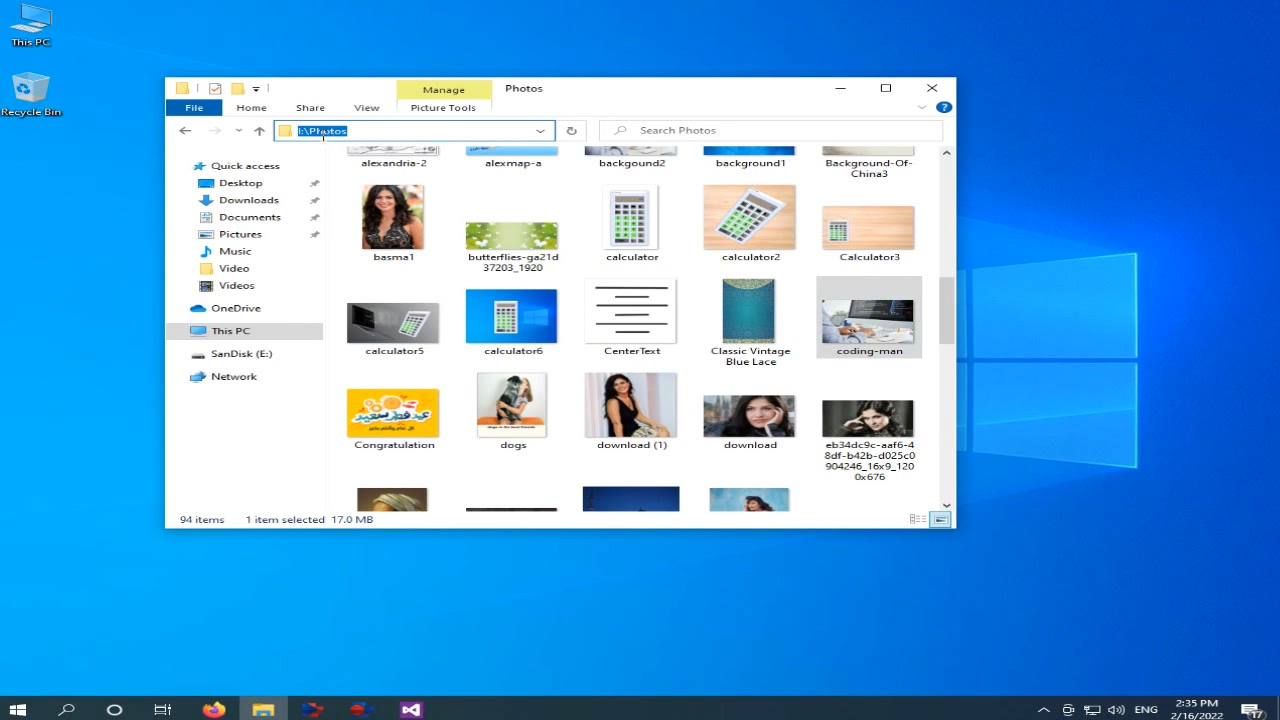 This PC
Recycle Bin
Manage
Photos
File
Home
Share
View
Picture Tools
I:\Photos
Search Photos
Quick access
Desktop
Downloads
Documents
Pictures
Music
Video
Videos
OneDrive
This PC
SanDisk (E:)
Network
alexandria-2
alexmap-a
backgound2
background1
Background-Of-
China3
basma1
butterflies-ga21d
37203_1920
calculator
calculator2
Calculator3
calculator5
calculator6
CenterText
Classic Vintage
Blue Lace
coding-man
عيد فطر سعيد
Congratulation
dogs
download (1)
download
eb34dc9c-aaf6-4
8df-b42b-d025c0
904246_16x9_120
0x676
94 items
1 item selected
17.0 MB
ENG
2:35 PM
2/16/2022
17